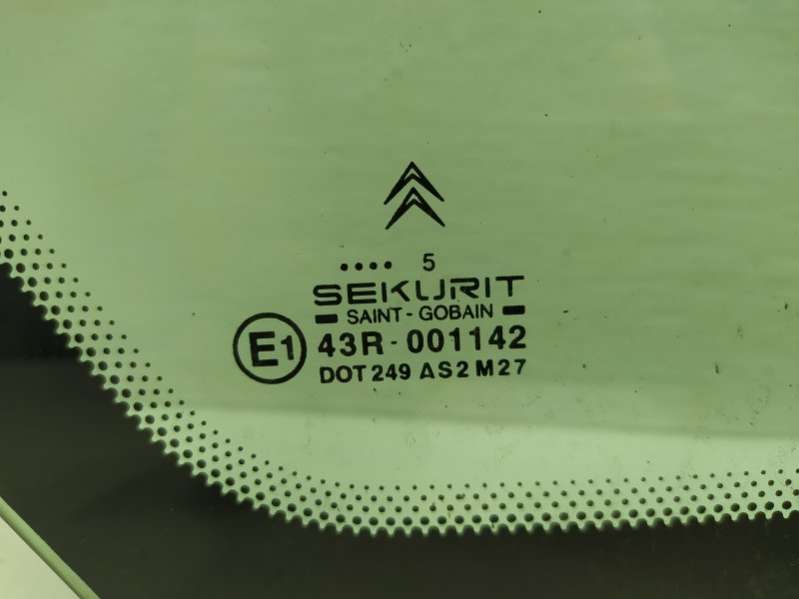 .... 5
SEKURIT
SAINT-GOBAIN
E1 43R-001142
DOT 249 AS2 M27